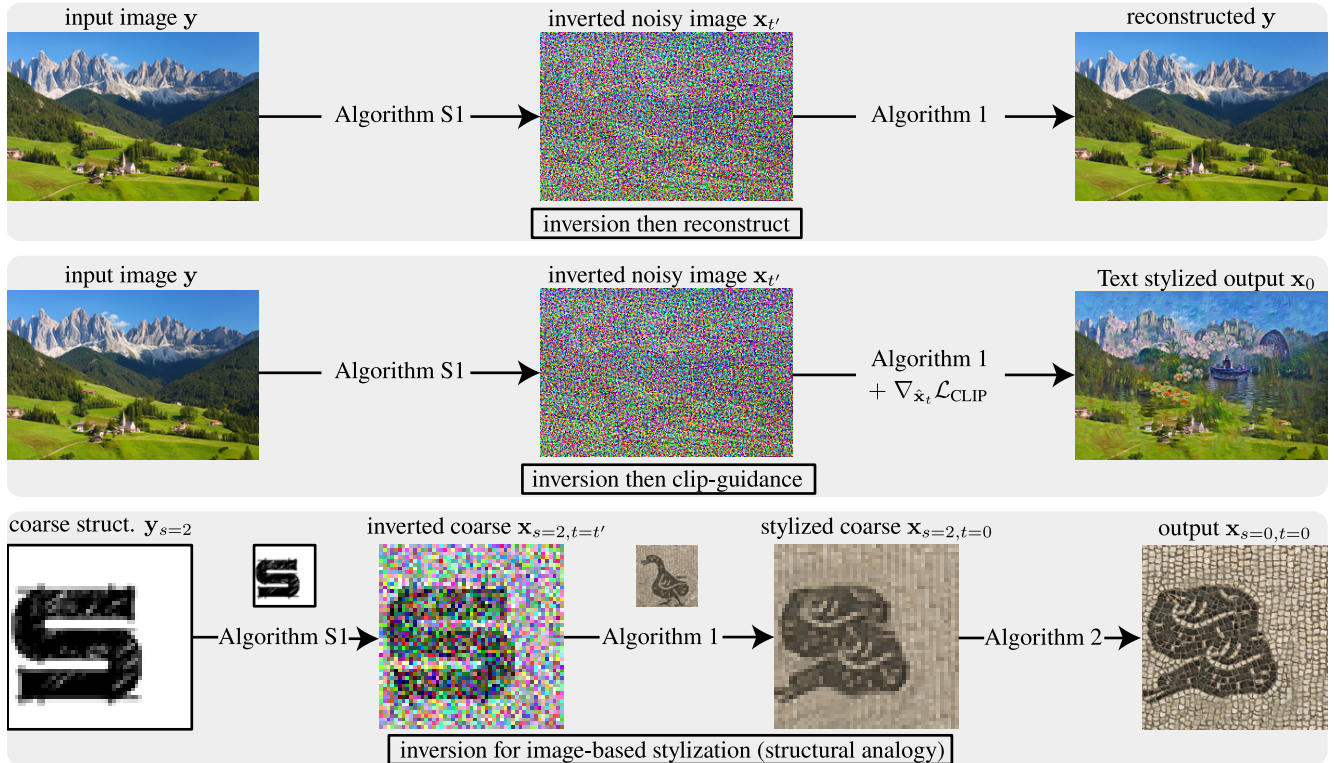 input image y
inverted noisy image x_{t'}
reconstructed y
Algorithm S1
Algorithm 1
inversion then reconstruct
input image y
inverted noisy image x_{t'}
Text stylized output x_0
Algorithm S1
Algorithm 1
+ ∇_{x̂_t} ℒ_CLIP
inversion then clip-guidance
coarse struct. y_{s=2}
inverted coarse x_{s=2,t=t'}
stylized coarse x_{s=2,t=0}
output x_{s=0,t=0}
Algorithm S1
Algorithm 1
Algorithm 2
inversion for image-based stylization (structural analogy)